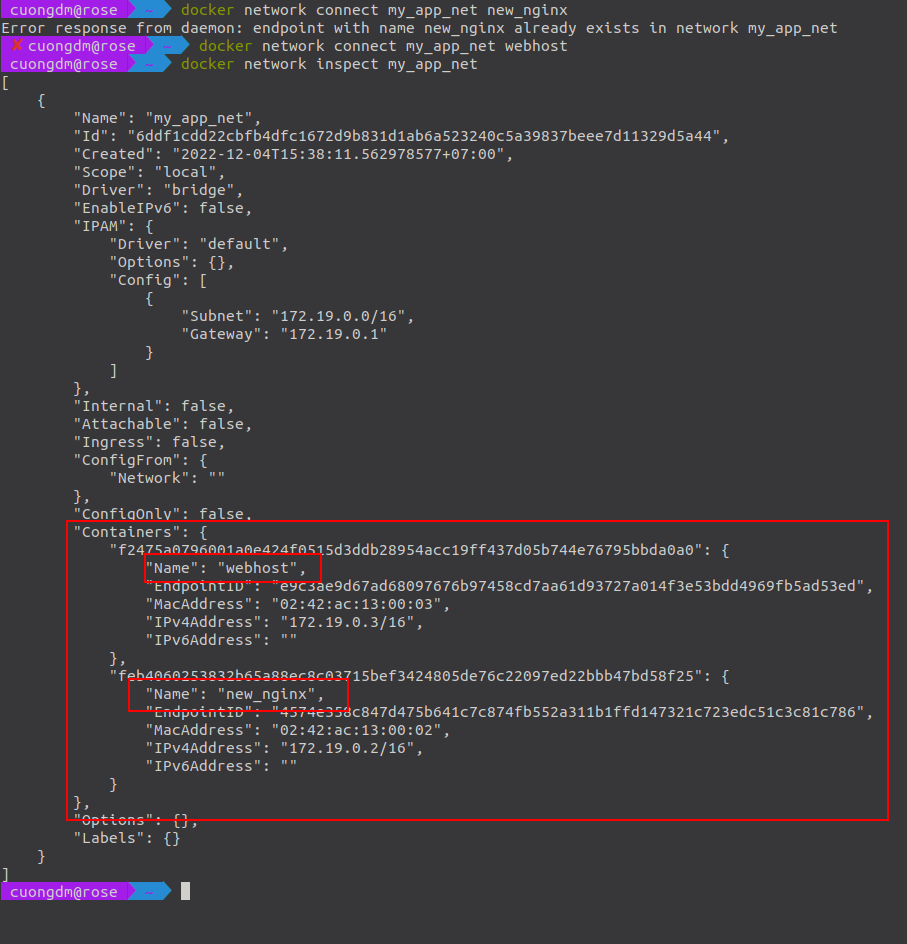 cuongdm@rose ~ docker network connect my_app_net new_nginx
Error response from daemon: endpoint with name new_nginx already exists in network my_app_net
✘ cuongdm@rose ~ docker network connect my_app_net webhost
cuongdm@rose ~ docker network inspect my_app_net
[
    {
        "Name": "my_app_net",
        "Id": "6ddf1cdd22cbfb4dfc1672d9b831d1ab6a523240c5a39837beee7d11329d5a44",
        "Created": "2022-12-04T15:38:11.562978577+07:00",
        "Scope": "local",
        "Driver": "bridge",
        "EnableIPv6": false,
        "IPAM": {
            "Driver": "default",
            "Options": {},
            "Config": [
                {
                    "Subnet": "172.19.0.0/16",
                    "Gateway": "172.19.0.1"
                }
            ]
        },
        "Internal": false,
        "Attachable": false,
        "Ingress": false,
        "ConfigFrom": {
            "Network": ""
        },
        "ConfigOnly": false,
        "Containers": {
            "f2475a0796001a0e424f0515d3ddb28954acc19ff437d05b744e76795bbda0a0": {
                "Name": "webhost",
                "EndpointID": "e9c3ae9d67ad68097676b97458cd7aa61d93727a014f3e53bdd4969fb5ad53ed",
                "MacAddress": "02:42:ac:13:00:03",
                "IPv4Address": "172.19.0.3/16",
                "IPv6Address": ""
            },
            "feb4060253832b65a88ec8c03715bef3424805de76c22097ed22bbb47bd58f25": {
                "Name": "new_nginx",
                "EndpointID": "4574e358c847d475b641c7c874fb552a311b1ffd147321c723edc51c3c81c786",
                "MacAddress": "02:42:ac:13:00:02",
                "IPv4Address": "172.19.0.2/16",
                "IPv6Address": ""
            }
        },
        "Options": {},
        "Labels": {}
    }
]
cuongdm@rose ~